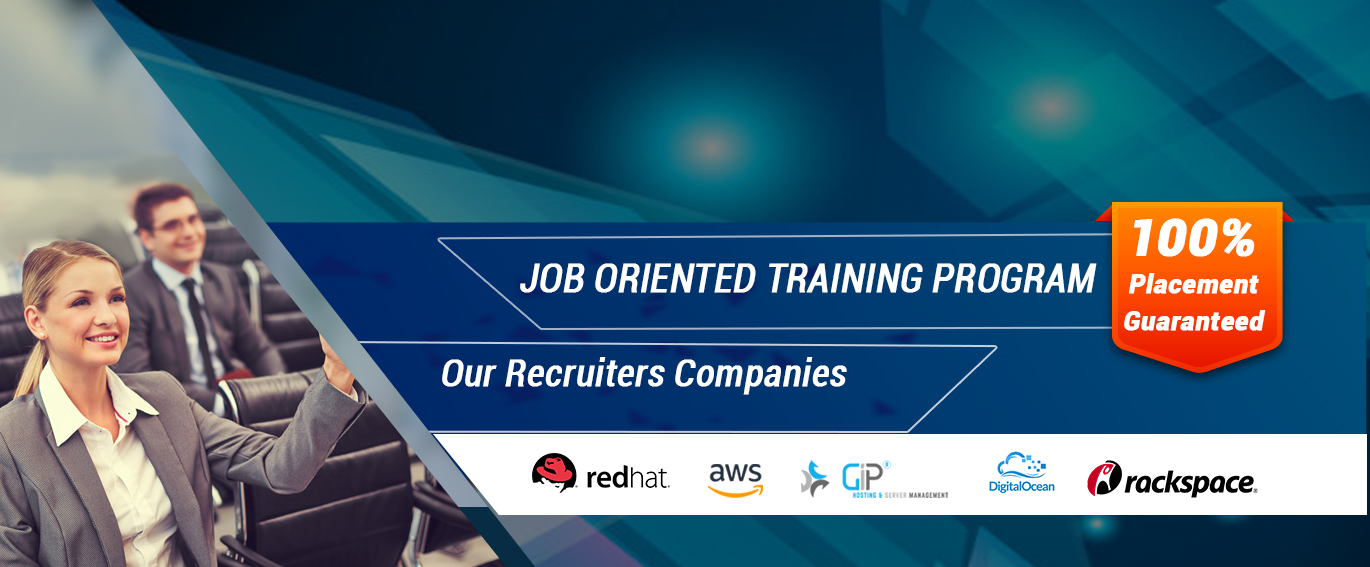 JOB ORIENTED TRAINING PROGRAM
100%
Placement
Guaranteed
Our Recruiters Companies
redhat.
aws
GiP
HOSTING & SERVER MANAGEMENT
DigitalOcean
rackspace